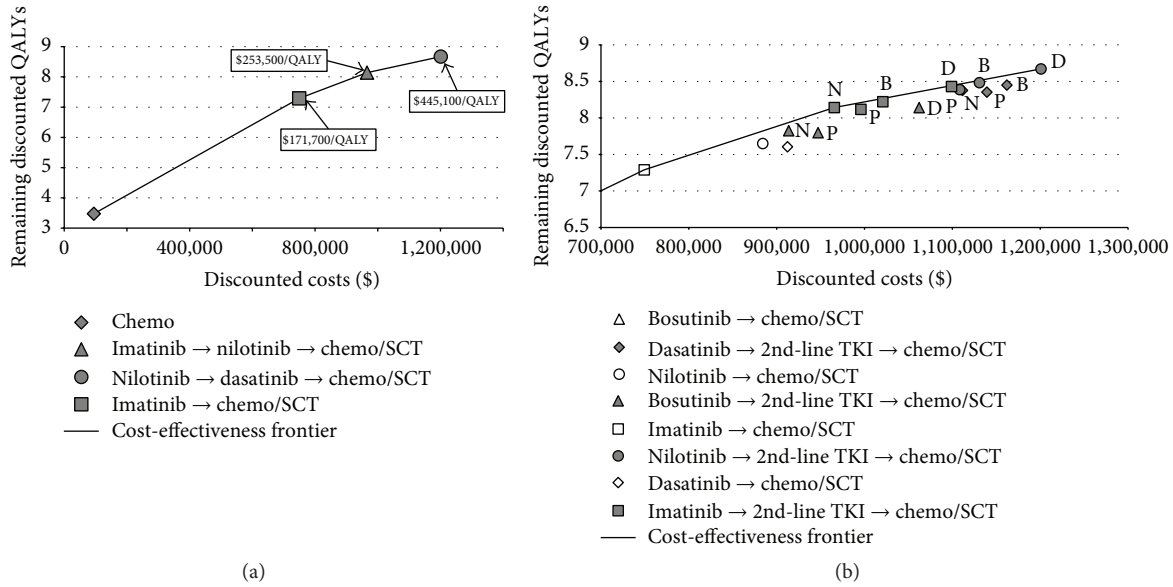 Remaining discounted QALYs
9
8
7
6
5
4
3
$253,500/QALY
$445,100/QALY
$171,700/QALY
0 400,000 800,000 1,200,000
Discounted costs ($)
Chemo
Imatinib → nilotinib → chemo/SCT
Nilotinib → dasatinib → chemo/SCT
Imatinib → chemo/SCT
Cost-effectiveness frontier
(a)
Remaining discounted QALYs
9
8.5
8
7.5
7
6.5
N P B D P N B P B D
N P D
700,000 900,000 1,000,000 1,100,000 1,200,000 1,300,000
Discounted costs ($)
Bosutinib → chemo/SCT
Dasatinib → 2nd-line TKI → chemo/SCT
Nilotinib → chemo/SCT
Bosutinib → 2nd-line TKI → chemo/SCT
Imatinib → chemo/SCT
Nilotinib → 2nd-line TKI → chemo/SCT
Dasatinib → chemo/SCT
Imatinib → 2nd-line TKI → chemo/SCT
Cost-effectiveness frontier
(b)